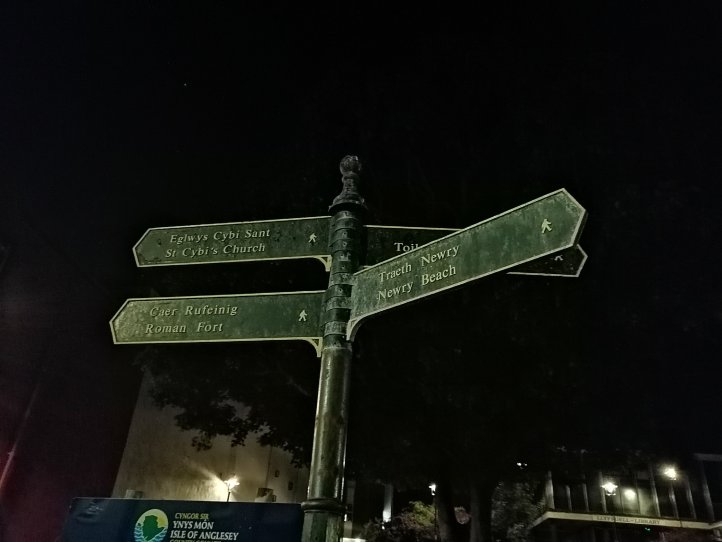 Eglwys Cybi Sant
St Cybi's Church
Traeth Newry
Newry Beach
Caer Rufeinig
Roman Fort
CYNGOR SIR
YNYS MÔN
ISLE OF ANGLESEY
LIBRARY